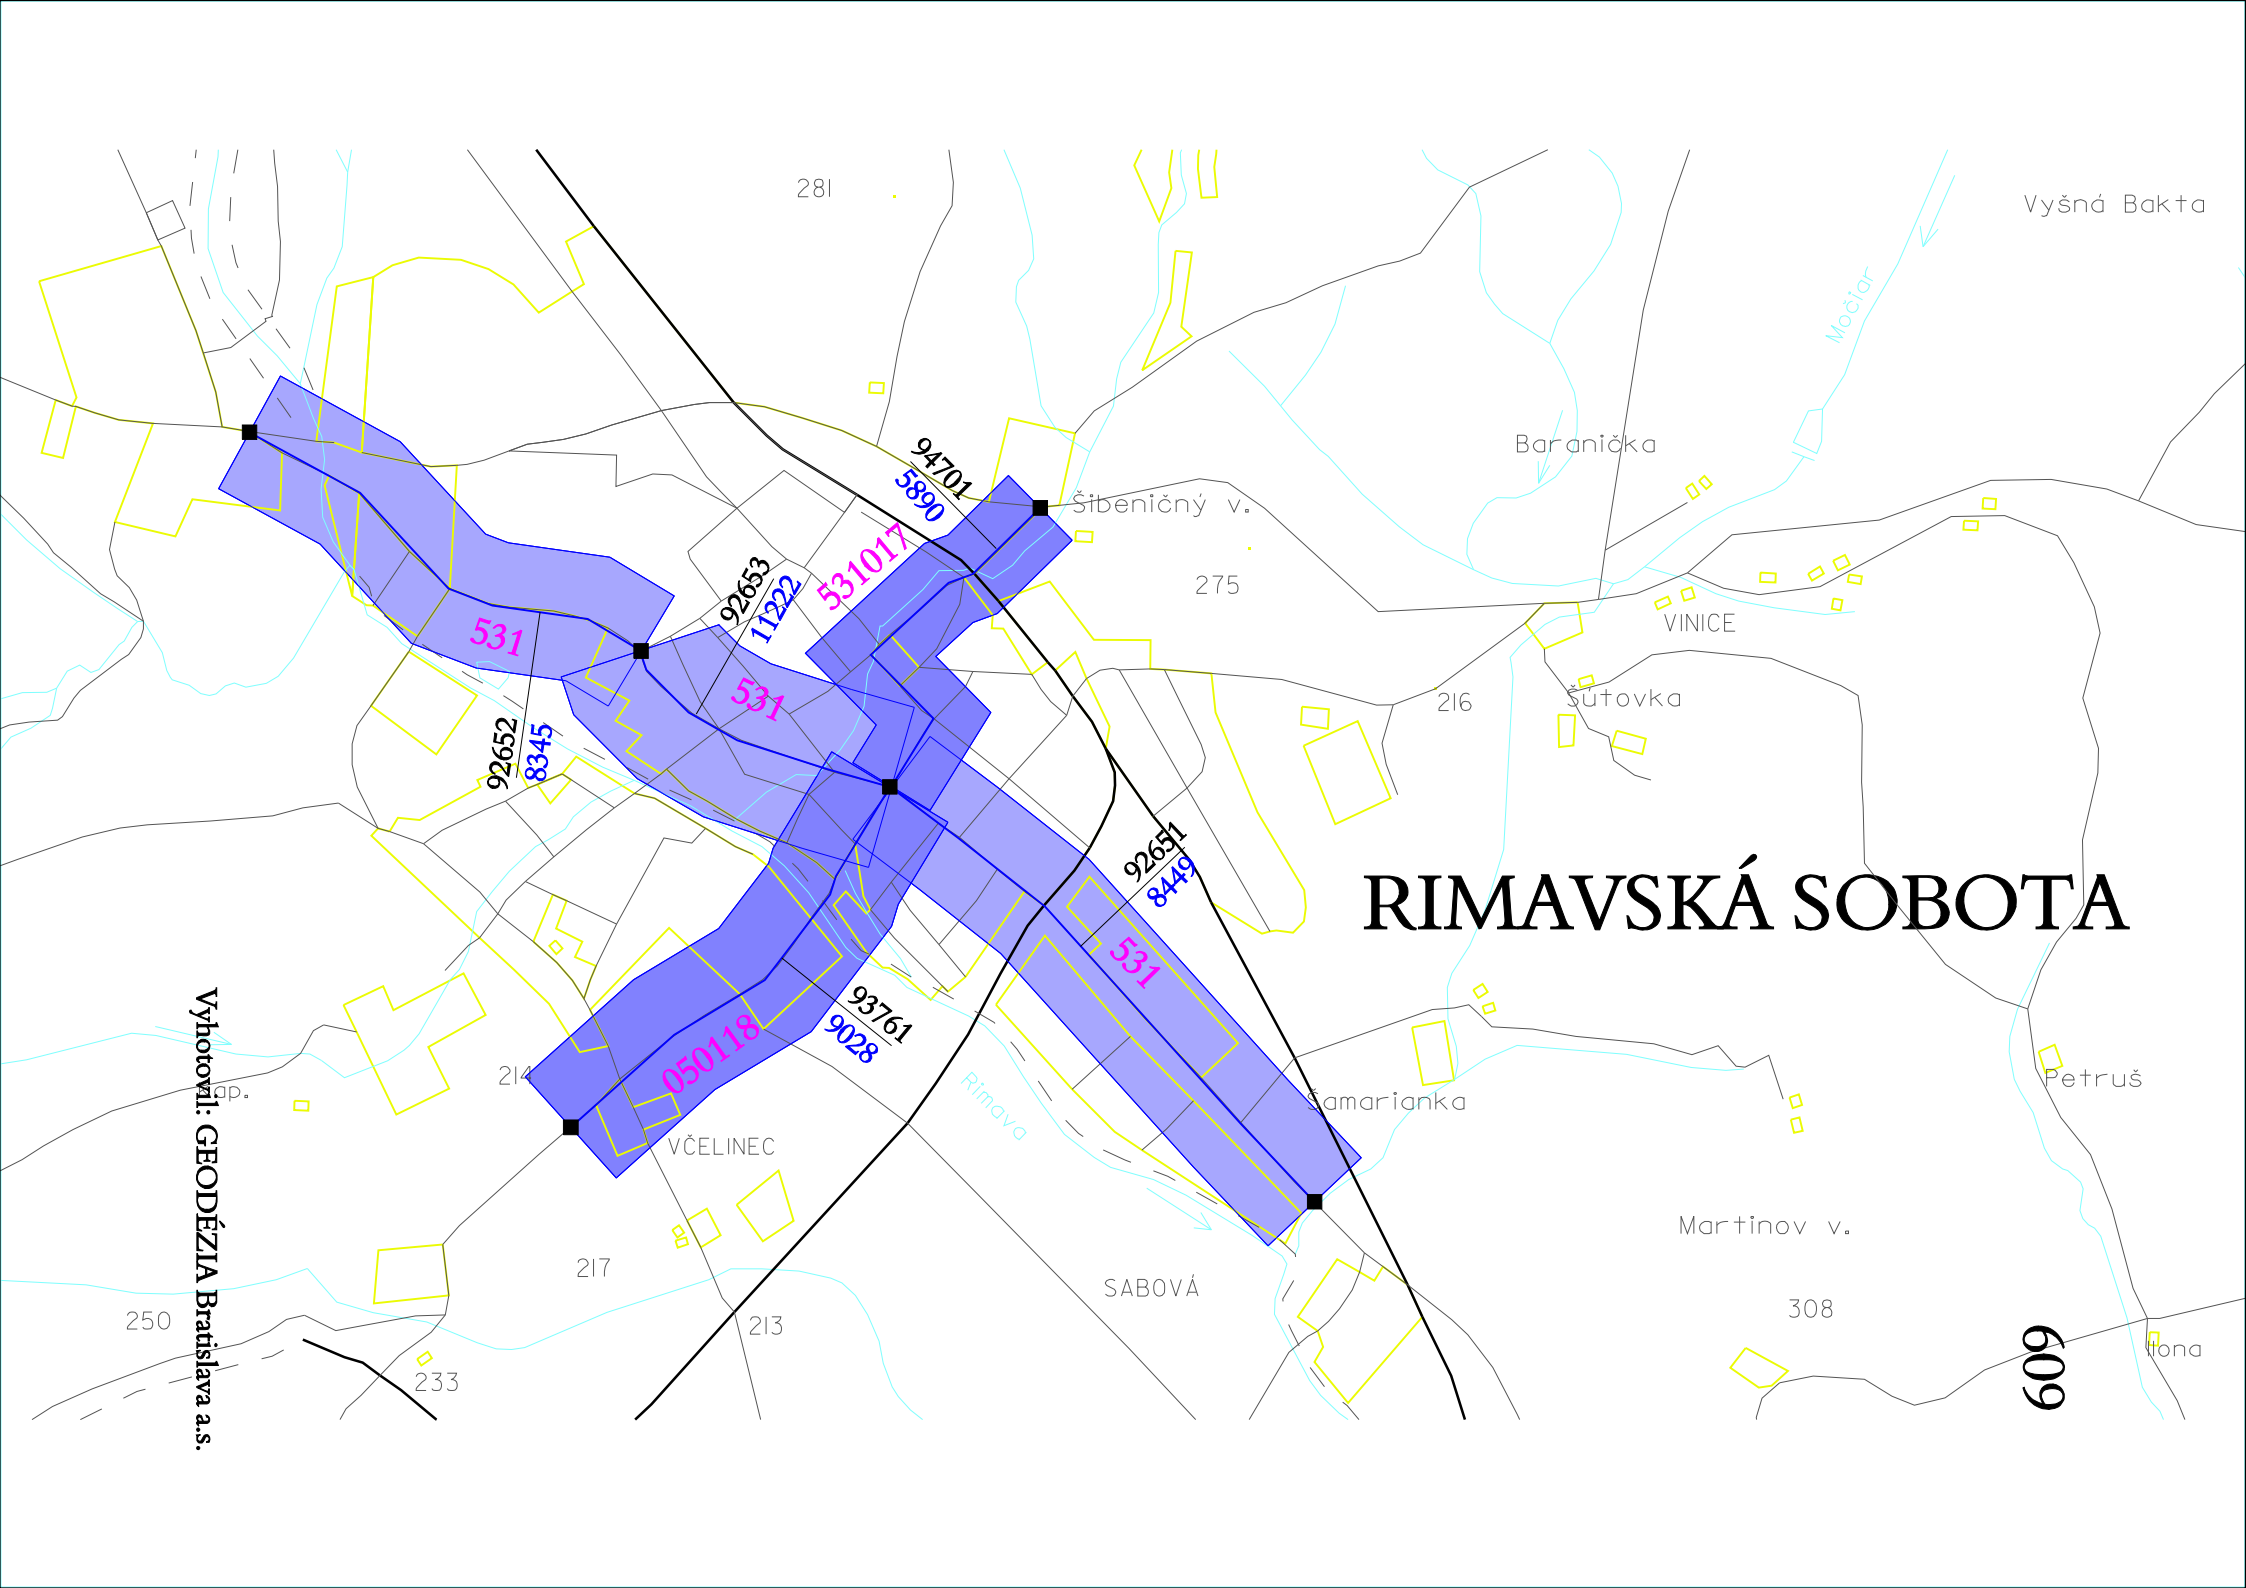 281
Vyšná Bakta
Močiar
94701
5890
Baranička
Šibeničný v.
531017
92653
11222
275
VINICE
531
531
216
Šútovka
92652
8345
92651
8449
RIMAVSKÁ SOBOTA
531
93761
9028
050118
214
Rimava
Petruš
Šamarianka
VČELINEC
Vyhotovil: GEODÉZIA Bratislava a.s.
Martinov v.
217
SABOVÁ
308
250
213
609
Ilona
233